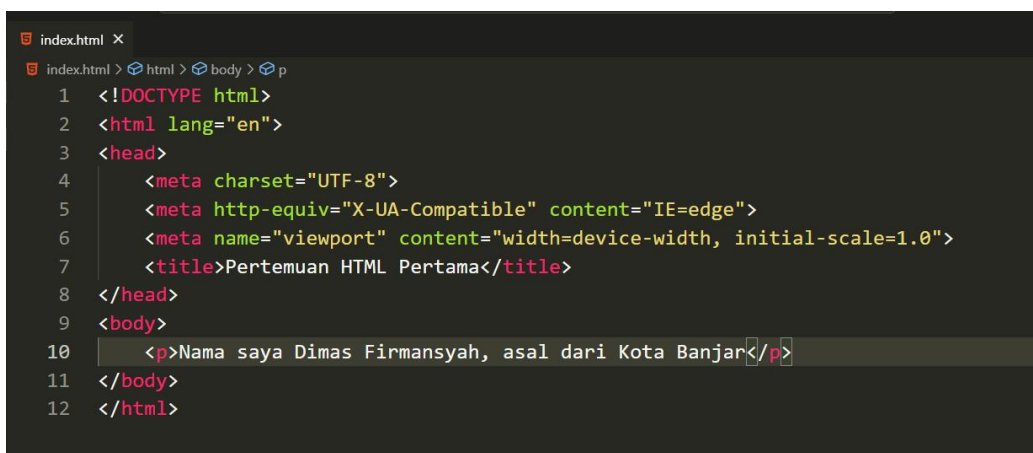 index.html
index.html > html > body > p
1 <!DOCTYPE html>
2 <html lang="en">
3 <head>
4     <meta charset="UTF-8">
5     <meta http-equiv="X-UA-Compatible" content="IE=edge">
6     <meta name="viewport" content="width=device-width, initial-scale=1.0">
7     <title>Pertemuan HTML Pertama</title>
8 </head>
9 <body>
10     <p>Nama saya Dimas Firmansyah, asal dari Kota Banjar</p>
11 </body>
12 </html>